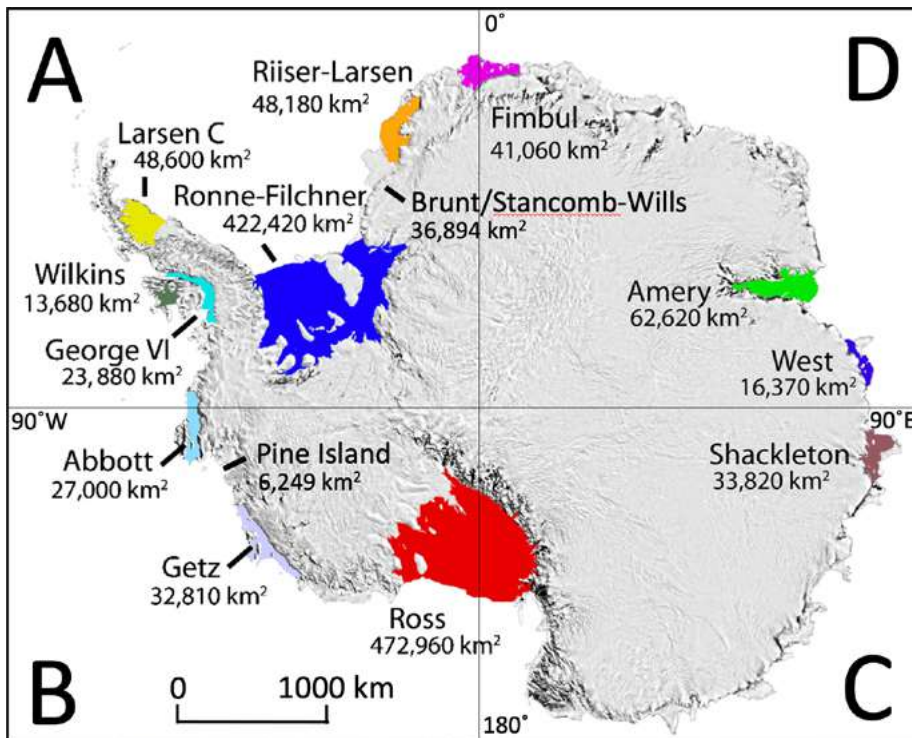 0°
A
D
Riiser-Larsen
48,180 km²
Fimbul
41,060 km²
Larsen C
48,600 km²
Ronne-Filchner
422,420 km²
Brunt/Stancomb-Wills
36,894 km²
Wilkins
13,680 km²
Amery
62,620 km²
George VI
23,880 km²
West
16,370 km²
90°W
90°E
Abbott
27,000 km²
Pine Island
6,249 km²
Shackleton
33,820 km²
Getz
32,810 km²
Ross
472,960 km²
B
0 1000 km
C
180°